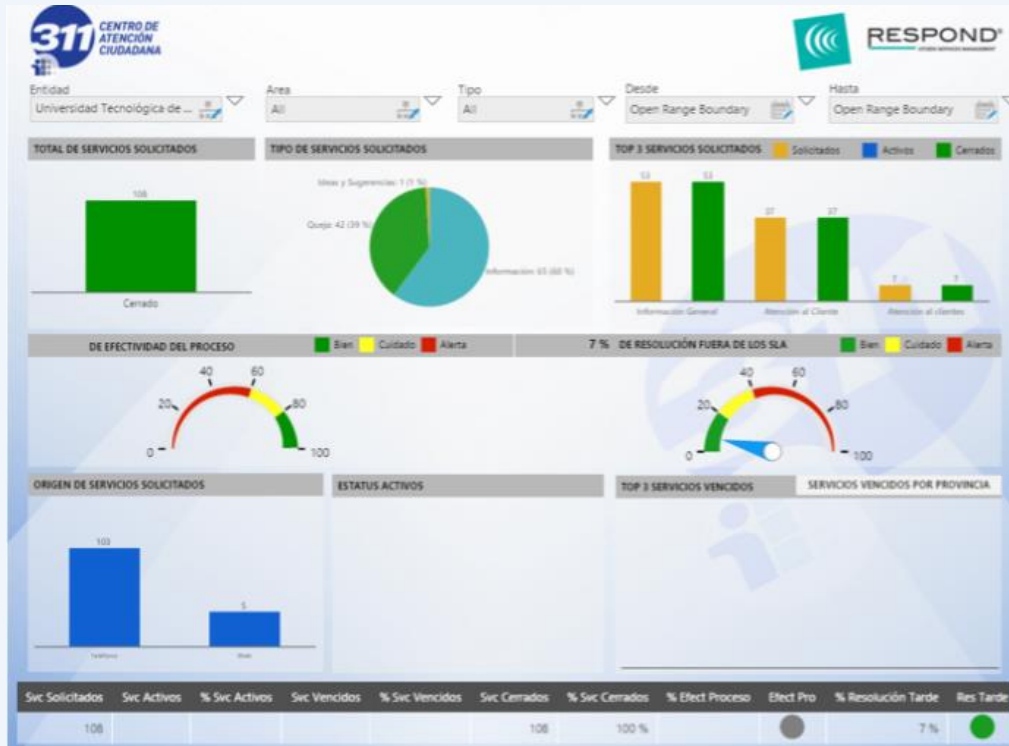 311 CENTRO DE
ATENCIÓN
CIUDADANA
RESPOND®
Entidad
Universidad Tecnológica de ...
Area
All
Tipo
All
Desde
Open Range Boundary
Hasta
Open Range Boundary
TOTAL DE SERVICIOS SOLICITADOS
108
Cerrado
TIPO DE SERVICIOS SOLICITADOS
Ideas y Sugerencias: 1 (1 %)
Queja: 42 (39 %)
Información: 65 (60 %)
TOP 3 SERVICIOS SOLICITADOS Solicitados Activos Cerrados
53 53
37 37
7 7
Información General Atención al Cliente Atención al clientes
DE EFECTIVIDAD DEL PROCESO Bien Cuidado Alerta
0 20 40 60 80 100
7 % DE RESOLUCIÓN FUERA DE LOS SLA Bien Cuidado Alerta
0 20 40 60 80 100
ORIGEN DE SERVICIOS SOLICITADOS
103
5
ESTATUS ACTIVOS
TOP 3 SERVICIOS VENCIDOS
SERVICIOS VENCIDOS POR PROVINCIA
Svc Solicitados Svc Activos % Svc Activos Svc Vencidos % Svc Vencidos Svc Cerrados % Svc Cerrados % Efect Proceso Efect Pro % Resolución Tarde Res Tarde
108 108 100 % 7 %